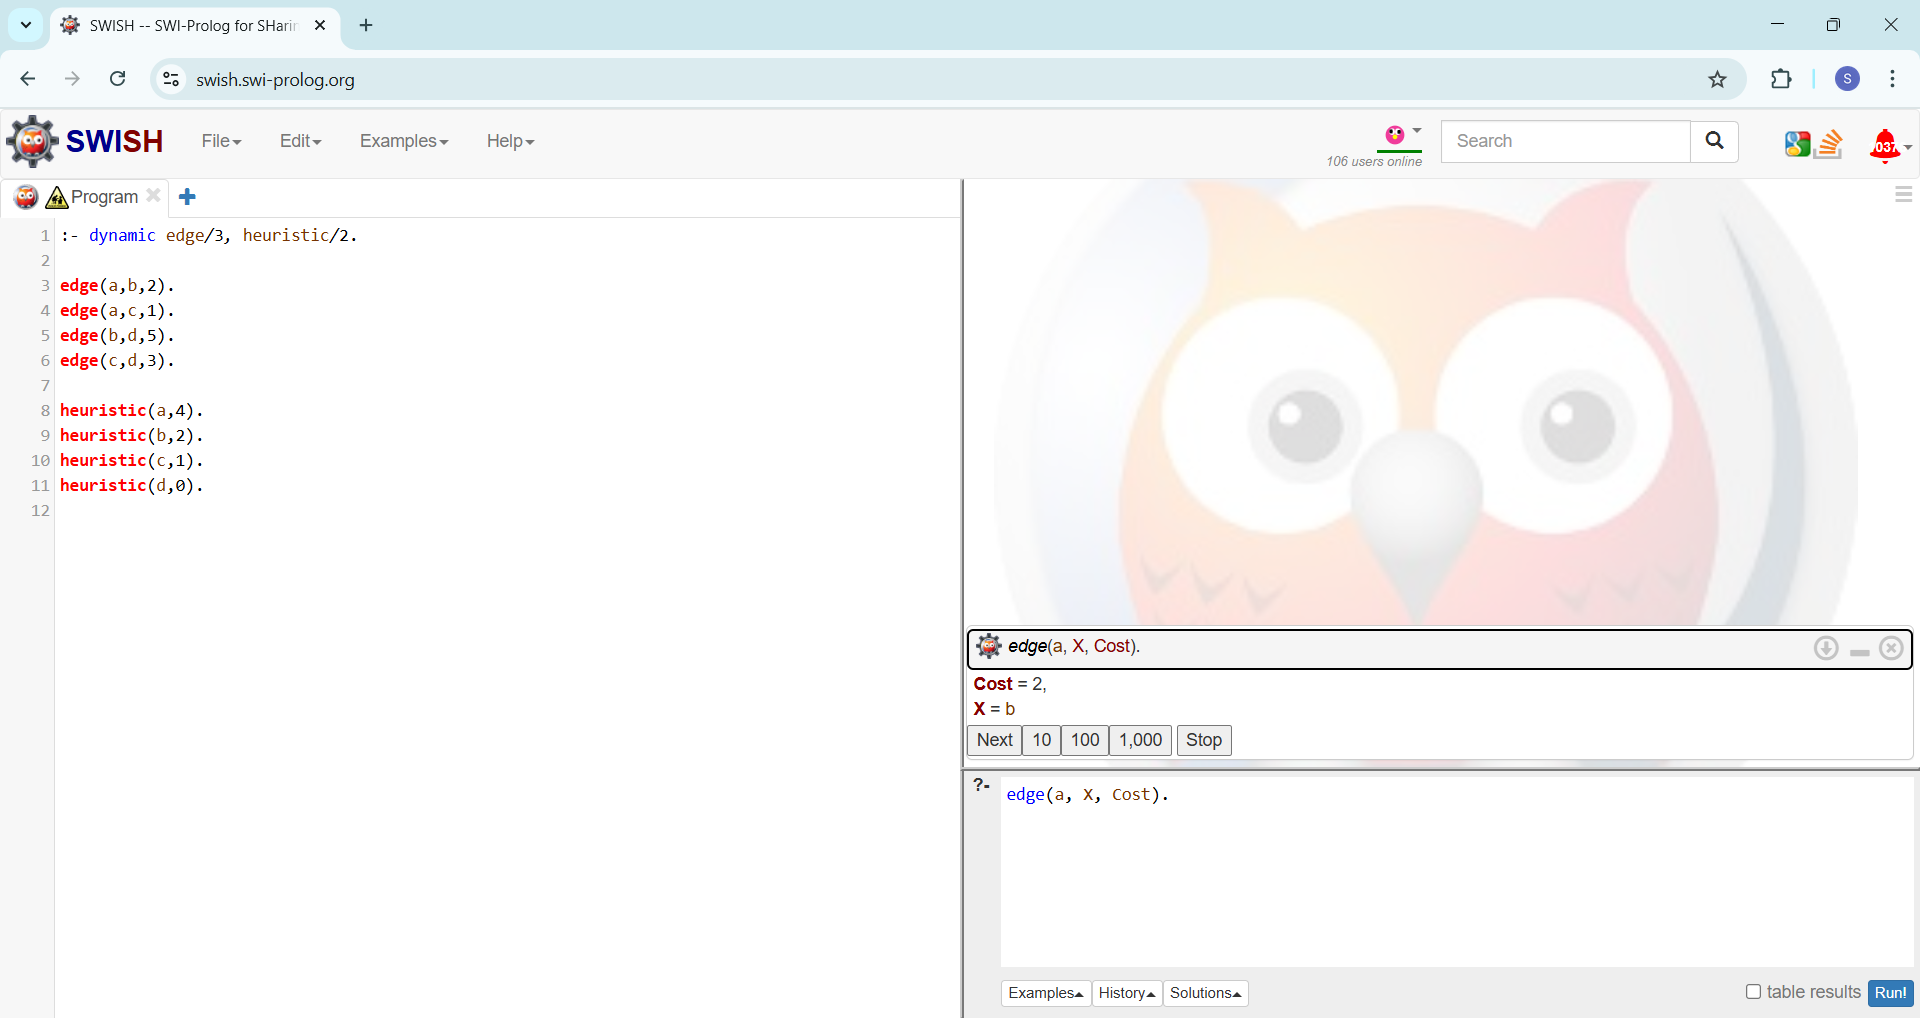 SWISH -- SWI-Prolog for SHarin
swish.swi-prolog.org
S
SWISH
File
Edit
Examples
Help
106 users online
Search
037
Program
1 :- dynamic edge/3, heuristic/2.
2
3 edge(a,b,2).
4 edge(a,c,1).
5 edge(b,d,5).
6 edge(c,d,3).
7
8 heuristic(a,4).
9 heuristic(b,2).
10 heuristic(c,1).
11 heuristic(d,0).
12
edge(a, X, Cost).
Cost = 2,
X = b
Next 10 100 1,000 Stop
?- edge(a, X, Cost).
Examples History Solutions
table results Run!